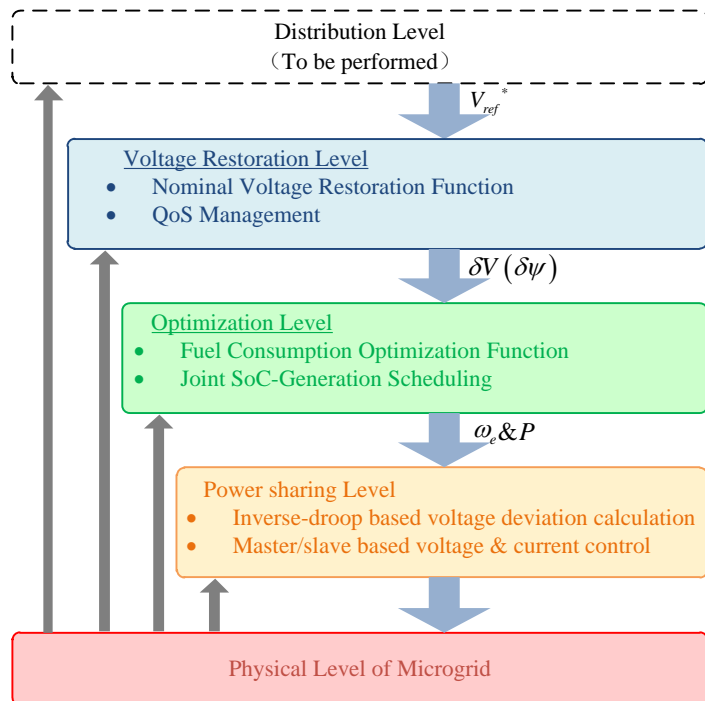 Distribution Level
（To be performed）
V_{ref}^{*}
Voltage Restoration Level
• Nominal Voltage Restoration Function
• QoS Management
δV(δψ)
Optimization Level
• Fuel Consumption Optimization Function
• Joint SoC-Generation Scheduling
ω_e&P
Power sharing Level
• Inverse-droop based voltage deviation calculation
• Master/slave based voltage & current control
Physical Level of Microgrid